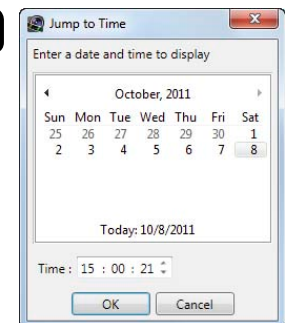 Jump to Time
Enter a date and time to display
October, 2011
Sun Mon Tue Wed Thu Fri Sat
25 26 27 28 29 30 1
2 3 4 5 6 7 8
Today: 10/8/2011
Time : 15 : 00 : 21
OK Cancel